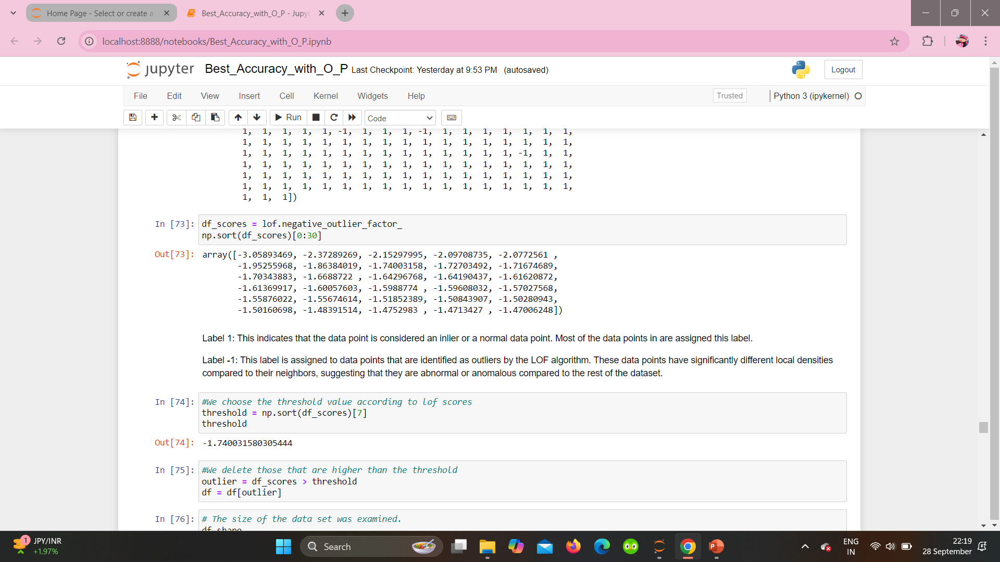 Home Page - Select or create a
Best_Accuracy_with_O_P - Jupyt
localhost:8888/notebooks/Best_Accuracy_with_O_P.ipynb
jupyter Best_Accuracy_with_O_P Last Checkpoint: Yesterday at 9:53 PM (autosaved)
Logout
File Edit View Insert Cell Kernel Widgets Help
Trusted
Python 3 (ipykernel)
Run
Code
1, 1, 1, 1, 1, -1, 1, 1, 1, -1, 1, 1, 1, 1, 1, 1, 1,
1, 1, 1, 1, 1, 1, 1, 1, 1, 1, 1, 1, 1, 1, 1, 1, 1,
1, 1, 1, 1, 1, 1, 1, 1, 1, 1, 1, 1, 1, 1, -1, 1, 1,
1, 1, 1, 1, 1, 1, 1, 1, 1, 1, 1, 1, 1, 1, 1, 1, 1,
1, 1, 1, 1, 1, 1, 1, 1, 1, 1, 1, 1, 1, 1, 1, 1, 1,
1, 1, 1, 1, 1, 1, 1, 1, 1, 1, 1, 1, 1, 1, 1, 1, 1,
1, 1, 1])
In [73]: df_scores = lof.negative_outlier_factor_
np.sort(df_scores)[0:30]
Out[73]: array([-3.05893469, -2.37289269, -2.15297995, -2.09708735, -2.0772561 ,
-1.95255968, -1.86384019, -1.74003158, -1.72703492, -1.71674689,
-1.70343883, -1.6688722 , -1.64296768, -1.64190437, -1.61620872,
-1.61369917, -1.60057603, -1.5988774 , -1.59608032, -1.57027568,
-1.55876022, -1.55674614, -1.51852389, -1.50843907, -1.50280943,
-1.50160698, -1.48391514, -1.4752983 , -1.4713427 , -1.47006248])
Label 1: This indicates that the data point is considered an inlier or a normal data point. Most of the data points in are assigned this label.
Label -1: This label is assigned to data points that are identified as outliers by the LOF algorithm. These data points have significantly different local densities
compared to their neighbors, suggesting that they are abnormal or anomalous compared to the rest of the dataset.
In [74]: #We choose the threshold value according to lof scores
threshold = np.sort(df_scores)[7]
threshold
Out[74]: -1.740031580305444
In [75]: #We delete those that are higher than the threshold
outlier = df_scores > threshold
df = df[outlier]
In [76]: # The size of the data set was examined.
df.shape
1
JPY/INR
+1.97%
Search
ENG
IN
22:19
28 September